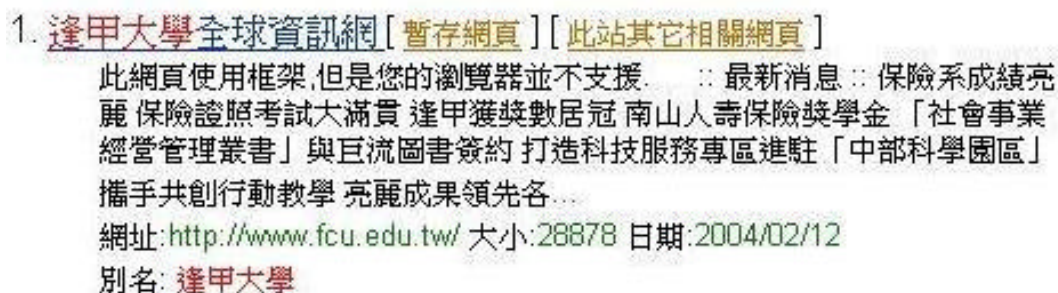 1. 逢甲大學全球資訊網 [ 暫存網頁 ] [ 此站其它相關網頁 ]
此網頁使用框架,但是您的瀏覽器並不支援. :: 最新消息 :: 保險系成績亮
麗 保險證照考試大滿貫 逢甲獲獎數居冠 南山人壽保險獎學金 「社會事業
經營管理叢書」與巨流圖書簽約 打造科技服務專區進駐「中部科學園區」
攜手共創行動教學 亮麗成果領先各...
網址:http://www.fcu.edu.tw/ 大小:28878 日期:2004/02/12
別名: 逢甲大學